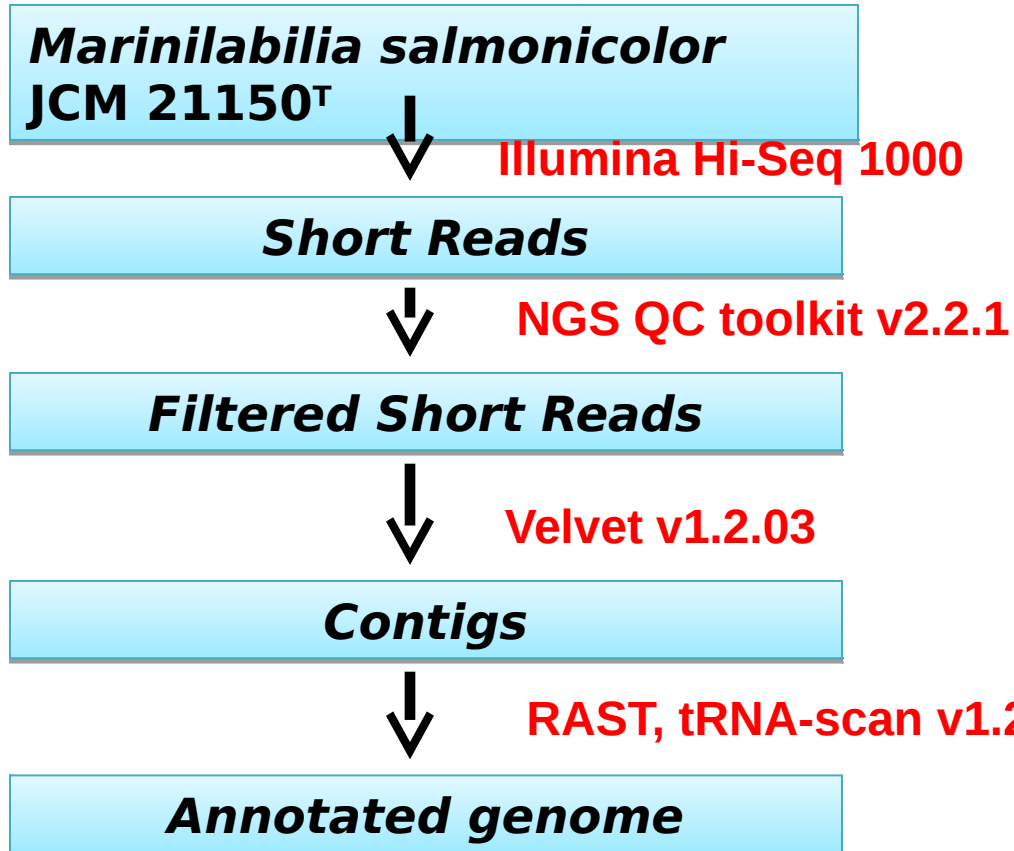 Marinilabilia salmonicolor
JCM 21150ᵀ
Illumina Hi-Seq 1000
Short Reads
NGS QC toolkit v2.2.1
Filtered Short Reads
Velvet v1.2.03
Contigs
RAST, tRNA-scan v1.2
Annotated genome